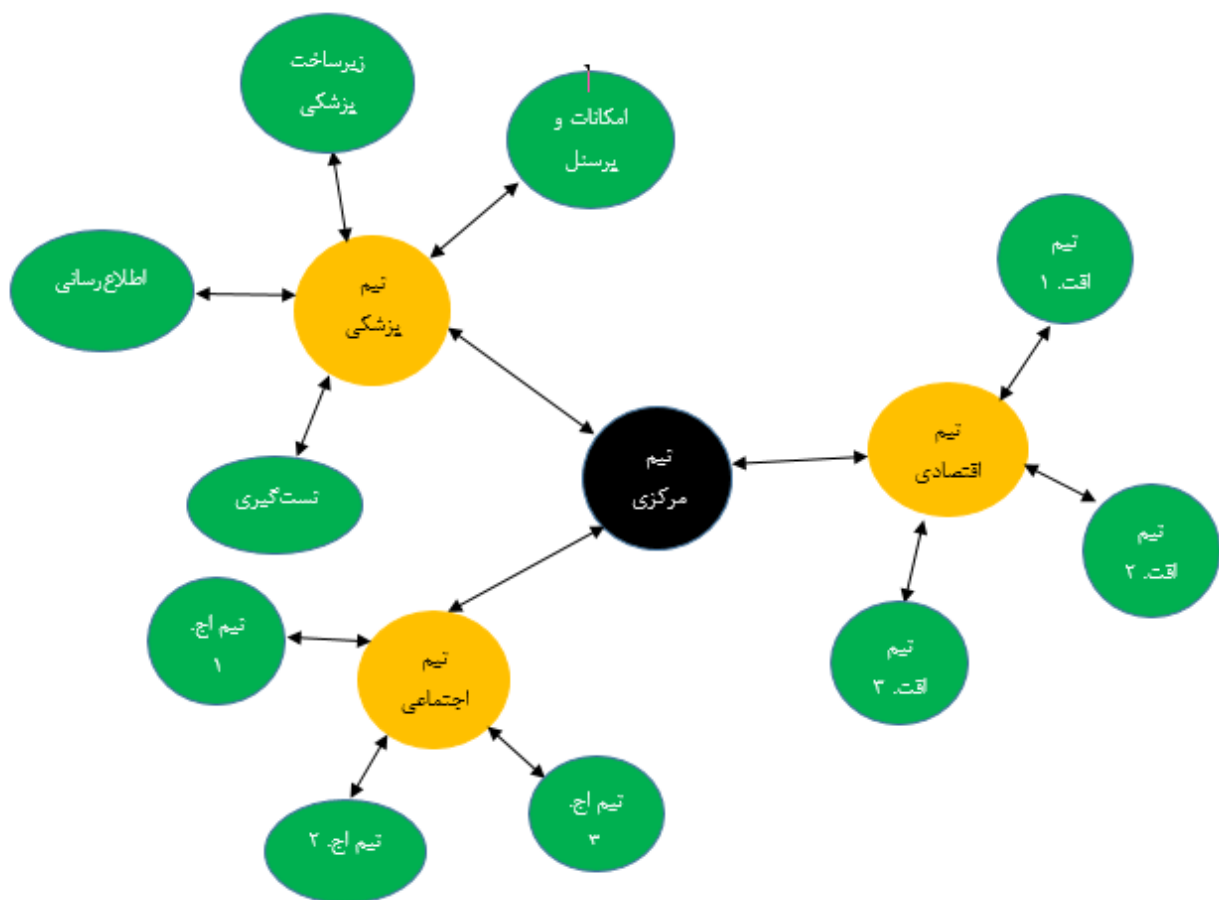 زیرساخت
پزشکی
امکانات و
پرسنل
اطلاع‌رسانی
تیم
پزشکی
تست‌گیری
تیم
اقت. ۱
تیم
اقتصادی
تیم
مرکزی
تیم
اقت. ۲
تیم
اقت. ۳
تیم اج.
۱
تیم
اجتماعی
تیم اج. ۲
تیم اج.
۳